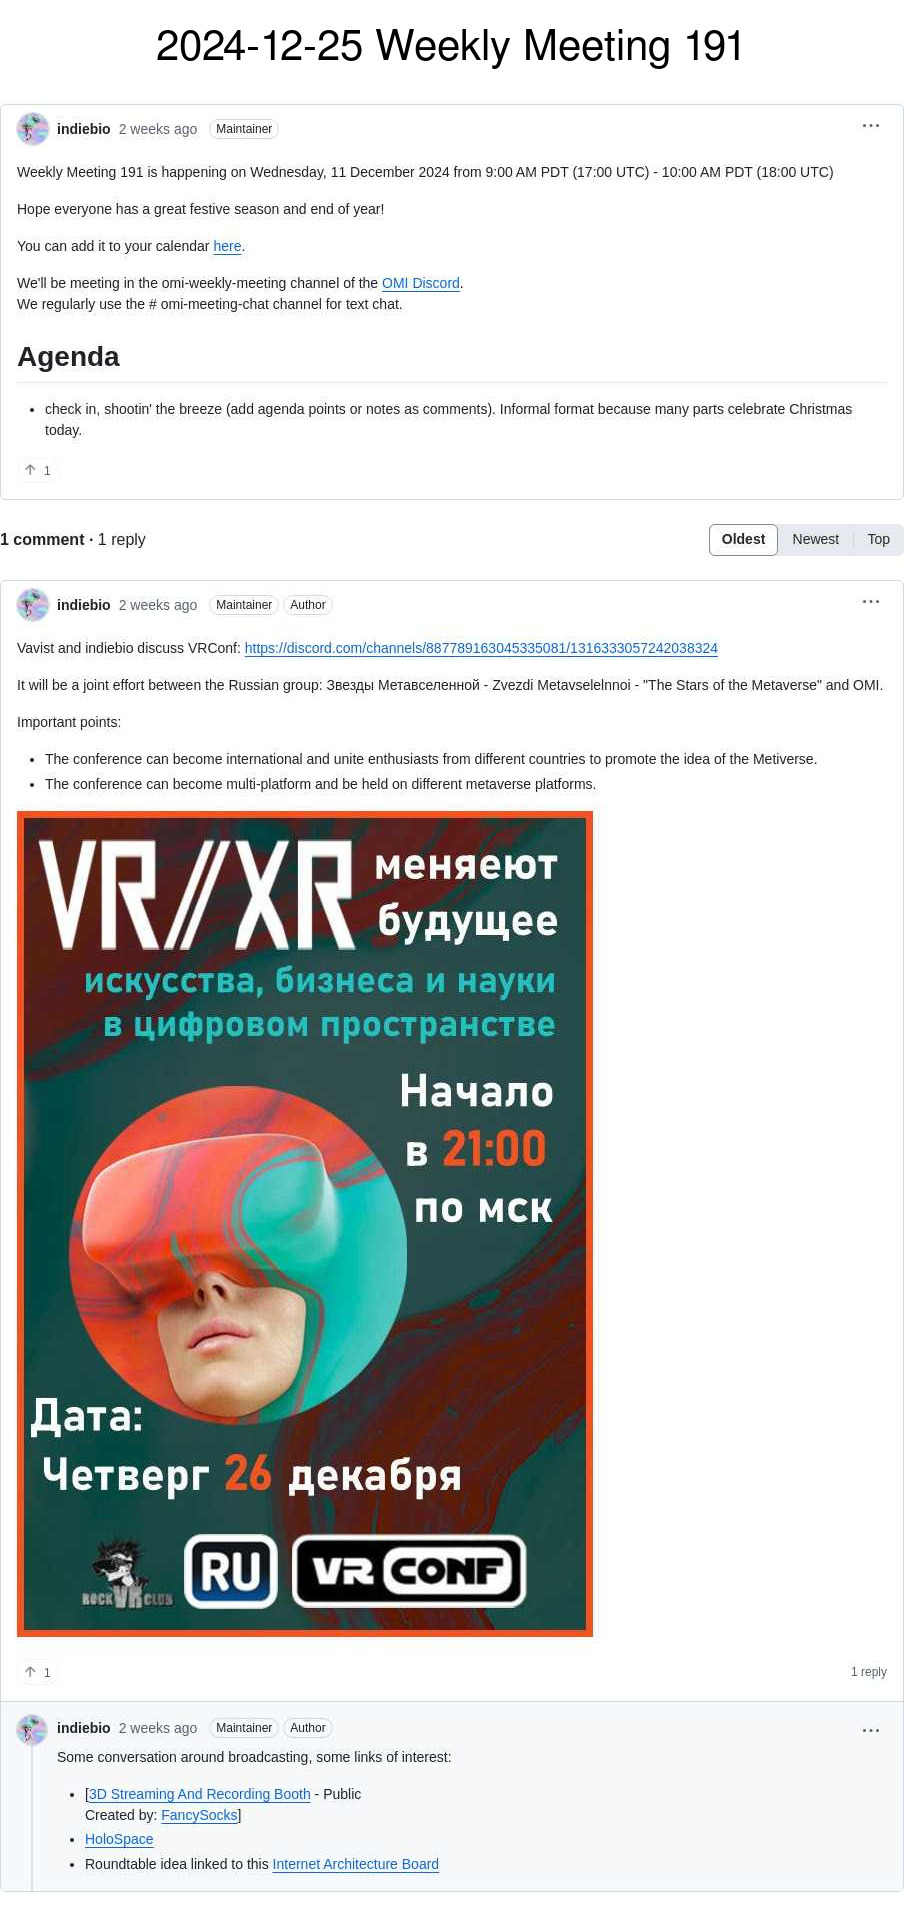 2024-12-25 Weekly Meeting 191
indiebio 2 weeks ago Maintainer
Weekly Meeting 191 is happening on Wednesday, 11 December 2024 from 9:00 AM PDT (17:00 UTC) - 10:00 AM PDT (18:00 UTC)
Hope everyone has a great festive season and end of year!
You can add it to your calendar here.
We'll be meeting in the omi-weekly-meeting channel of the OMI Discord.
We regularly use the # omi-meeting-chat channel for text chat.
Agenda
• check in, shootin' the breeze (add agenda points or notes as comments). Informal format because many parts celebrate Christmas
today.
↑ 1
1 comment · 1 reply
Oldest Newest Top
indiebio 2 weeks ago Maintainer Author
Vavist and indiebio discuss VRConf: https://discord.com/channels/887789163045335081/1316333057242038324
It will be a joint effort between the Russian group: Звезды Метавселенной - Zvezdi Metavselelnnoi - "The Stars of the Metaverse" and OMI.
Important points:
• The conference can become international and unite enthusiasts from different countries to promote the idea of the Metiverse.
• The conference can become multi-platform and be held on different metaverse platforms.
VR//XR меняеют
будущее
искусства, бизнеса и науки
в цифровом пространстве
Начало
в 21:00
по мск
Дата:
Четверг 26 декабря
ROCK VR CLUB RU VR CONF
↑ 1
1 reply
indiebio 2 weeks ago Maintainer Author
Some conversation around broadcasting, some links of interest:
• [3D Streaming And Recording Booth - Public
Created by: FancySocks]
• HoloSpace
• Roundtable idea linked to this Internet Architecture Board